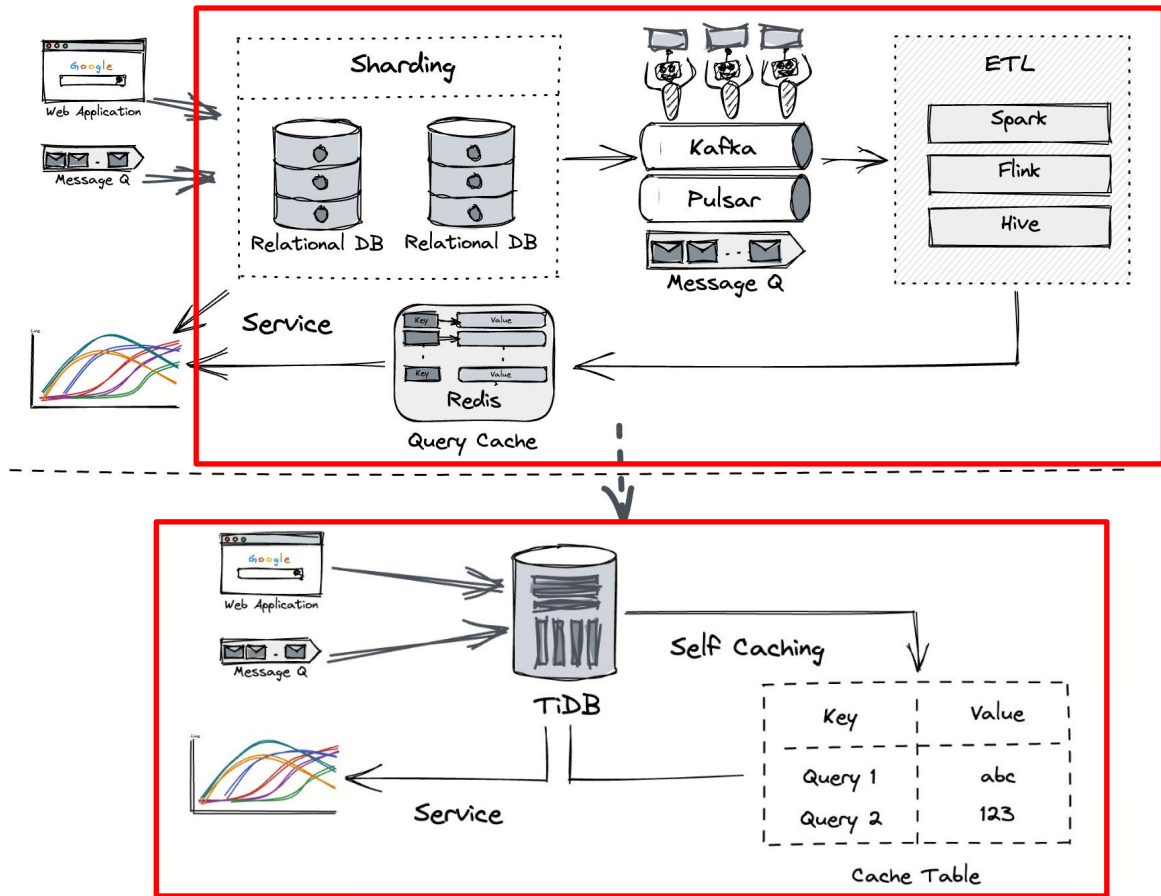 Google
Web Application
Message Q
Sharding
Relational DB
Relational DB
Kafka
Pulsar
Message Q
ETL
Spark
Flink
Hive
Line
Service
Key
Value
Key
Value
Redis
Query Cache
Google
Web Application
Message Q
TiDB
Self Caching
Key
Value
Query 1
abc
Query 2
123
Cache Table
Line
Service